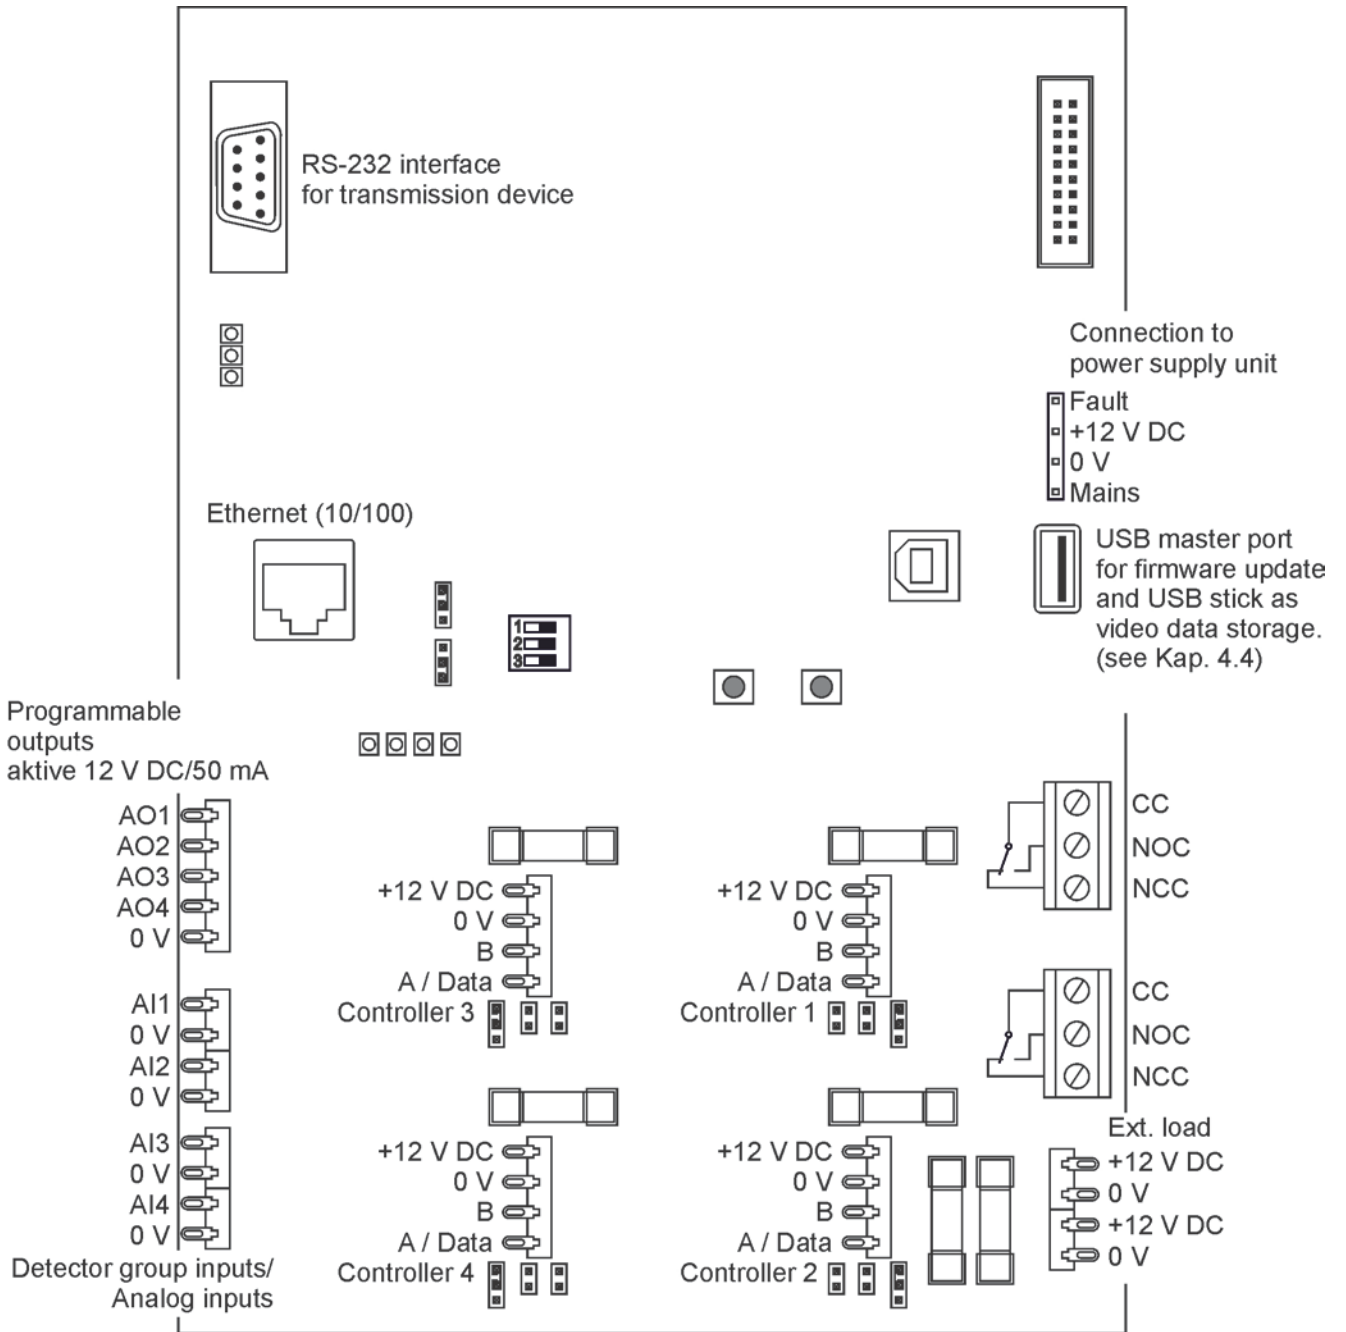 RS-232 interface
for transmission device
Connection to
power supply unit
Fault
+12 V DC
0 V
Mains
Ethernet (10/100)
USB master port
for firmware update
and USB stick as
video data storage.
(see Kap. 4.4)
1
2
3
Programmable
outputs
aktive 12 V DC/50 mA
AO1
AO2
AO3
AO4
0 V
AI1
0 V
AI2
0 V
AI3
0 V
AI4
0 V
Detector group inputs/
Analog inputs
+12 V DC
0 V
B
A / Data
Controller 3
+12 V DC
0 V
B
A / Data
Controller 4
+12 V DC
0 V
B
A / Data
Controller 1
+12 V DC
0 V
B
A / Data
Controller 2
CC
NOC
NCC
CC
NOC
NCC
Ext. load
+12 V DC
0 V
+12 V DC
0 V